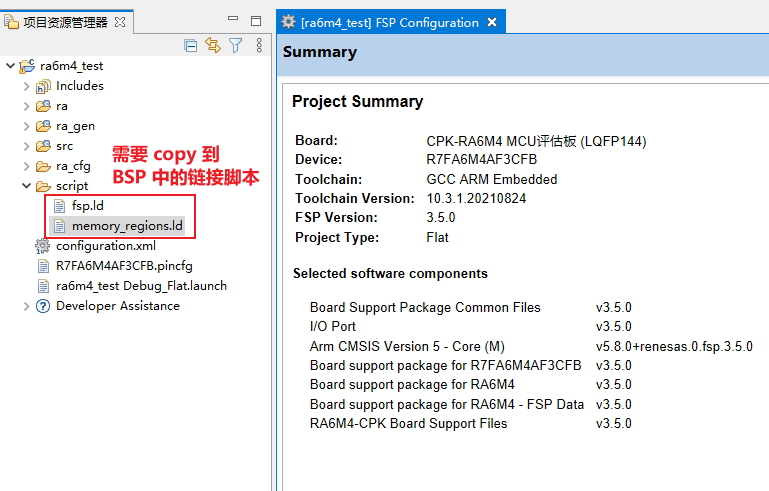 项目资源管理器
ra6m4_test
Includes
ra
ra_gen
src
ra_cfg
script
fsp.ld
memory_regions.ld
configuration.xml
R7FA6M4AF3CFB.pincfg
ra6m4_test Debug_Flat.launch
Developer Assistance
需要 copy 到
BSP 中的链接脚本
[ra6m4_test] FSP Configuration
Summary
Project Summary
Board: CPK-RA6M4 MCU评估板 (LQFP144)
Device: R7FA6M4AF3CFB
Toolchain: GCC ARM Embedded
Toolchain Version: 10.3.1.20210824
FSP Version: 3.5.0
Project Type: Flat
Selected software components
Board Support Package Common Files v3.5.0
I/O Port v3.5.0
Arm CMSIS Version 5 - Core (M) v5.8.0+renesas.0.fsp.3.5.0
Board support package for R7FA6M4AF3CFB v3.5.0
Board support package for RA6M4 v3.5.0
Board support package for RA6M4 - FSP Data v3.5.0
RA6M4-CPK Board Support Files v3.5.0